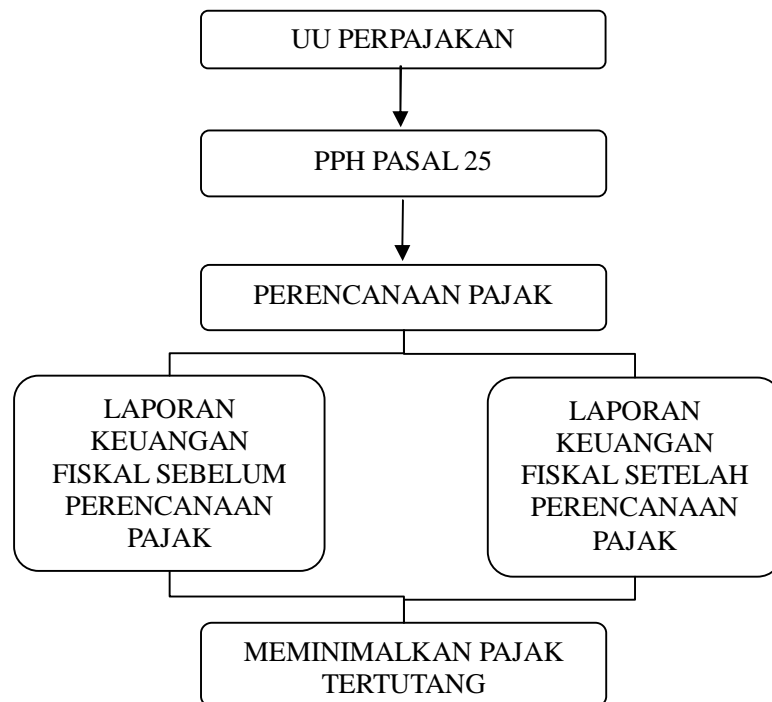 UU PERPAJAKAN
PPH PASAL 25
PERENCANAAN PAJAK
LAPORAN
KEUANGAN
FISKAL SEBELUM
PERENCANAAN
PAJAK
LAPORAN
KEUANGAN
FISKAL SETELAH
PERENCANAAN
PAJAK
MEMINIMALKAN PAJAK
TERTUTANG